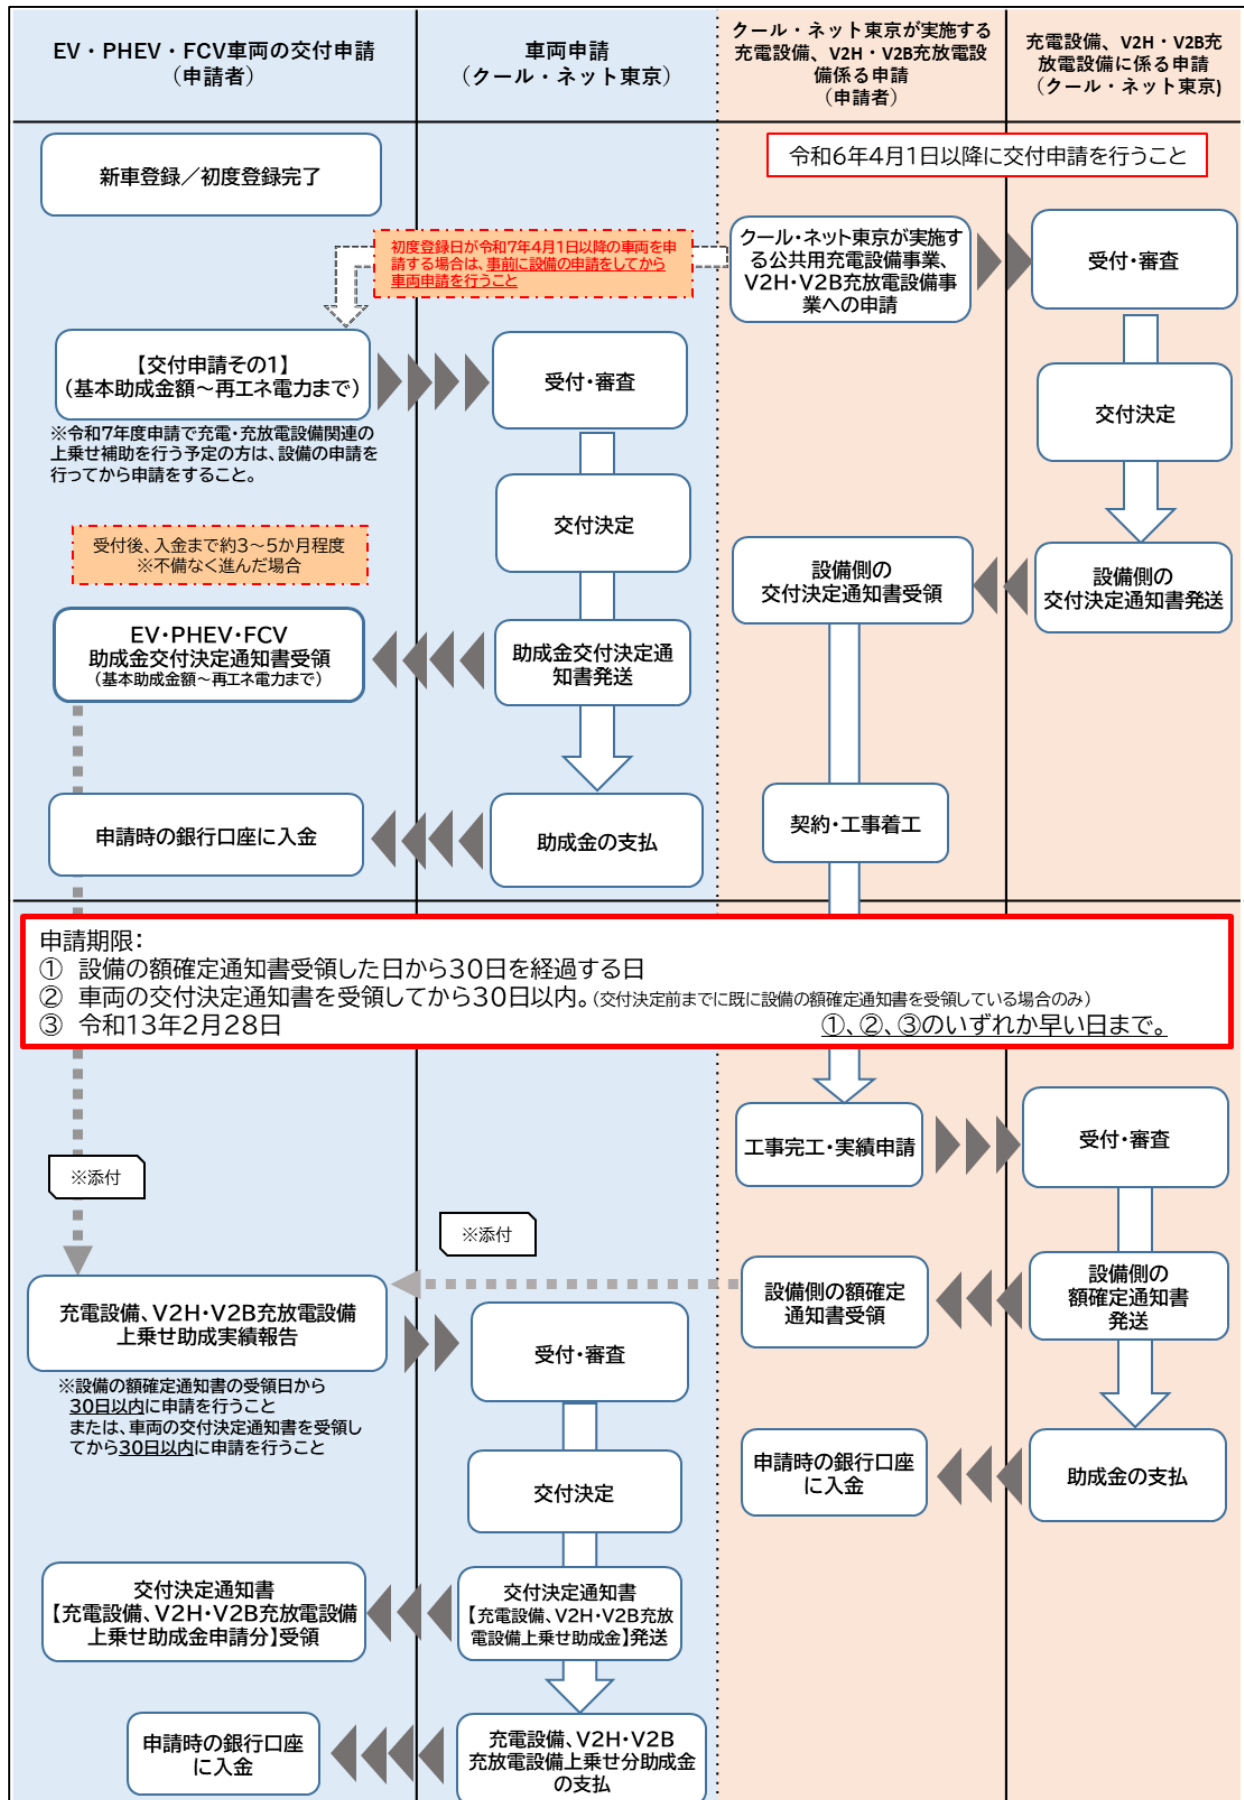 EV・PHEV・FCV車両の交付申請
（申請者）
車両申請
（クール・ネット東京）
クール・ネット東京が実施する
充電設備、V2H・V2B充放電設
備係る申請
（申請者）
充電設備、V2H・V2B充
放電設備に係る申請
（クール・ネット東京)
新車登録／初度登録完了
令和6年4月1日以降に交付申請を行うこと
初度登録日が令和7年4月1日以降の車両を申
請する場合は、事前に設備の申請をしてから
車両申請を行うこと
クール・ネット東京が実施す
る公共用充電設備事業、
V2H・V2B充放電設備事
業への申請
受付・審査
【交付申請その1】
(基本助成金額～再エネ電力まで)
受付・審査
※令和7年度申請で充電・充放電設備関連の
上乗せ補助を行う予定の方は、設備の申請を
行ってから申請をすること。
交付決定
交付決定
受付後、入金まで約3～5か月程度
※不備なく進んだ場合
設備側の
交付決定通知書受領
設備側の
交付決定通知書発送
EV・PHEV・FCV
助成金交付決定通知書受領
(基本助成金額～再エネ電力まで)
助成金交付決定通
知書発送
申請時の銀行口座に入金
助成金の支払
契約・工事着工
申請期限：
① 設備の額確定通知書受領した日から30日を経過する日
② 車両の交付決定通知書を受領してから30日以内。(交付決定前までに既に設備の額確定通知書を受領している場合のみ)
③ 令和13年2月28日 ①、②、③のいずれか早い日まで。
工事完工・実績申請
受付・審査
※添付
※添付
設備側の額確定
通知書受領
設備側の
額確定通知書
発送
充電設備、V2H・V2B充放電設備
上乗せ助成実績報告
受付・審査
※設備の額確定通知書の受領日から
30日以内に申請を行うこと
または、車両の交付決定通知書を受領し
てから30日以内に申請を行うこと
申請時の銀行口座
に入金
助成金の支払
交付決定
交付決定通知書
【充電設備、V2H・V2B充放電設備
上乗せ助成金申請分】受領
交付決定通知書
【充電設備、V2H・V2B充放
電設備上乗せ助成金】発送
申請時の銀行口座
に入金
充電設備、V2H・V2B
充放電設備上乗せ分助成金
の支払